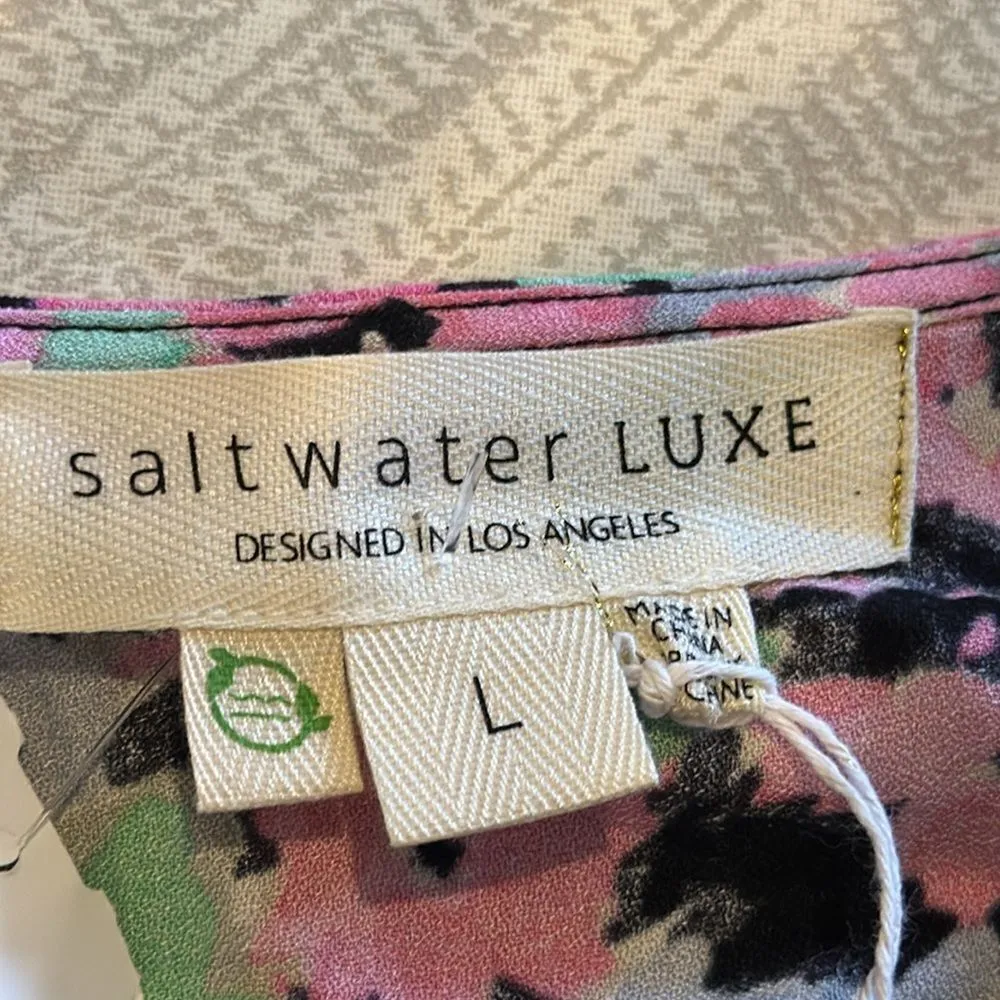 saltwater LUXE
DESIGNED IN LOS ANGELES
L
MADE IN
CHINA